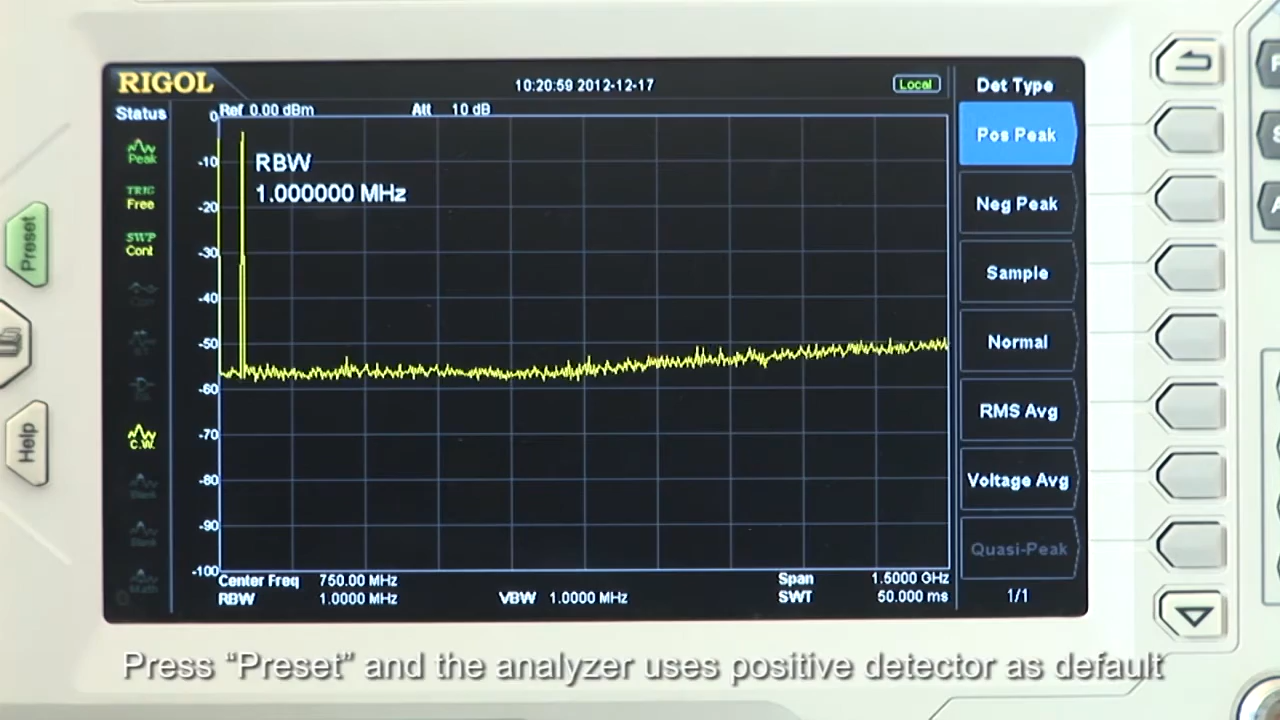 RIGOL
10:20:59 2012-12-17
Local
Det Type
Status
Ref 0.00 dBm
Att 10 dB
0
-10
-20
-30
-40
-50
-60
-70
-80
-90
-100
RBW
1.000000 MHz
Peak
TRIG
Free
SWP
Cont
C.W.
Blank
Blank
Math
Pos Peak
Neg Peak
Sample
Normal
RMS Avg
Voltage Avg
Quasi-Peak
1/1
Center Freq 750.00 MHz
Span 1.5000 GHz
RBW 1.0000 MHz
VBW 1.0000 MHz
SWT 50.000 ms
Preset
Help
Press “Preset” and the analyzer uses positive detector as default